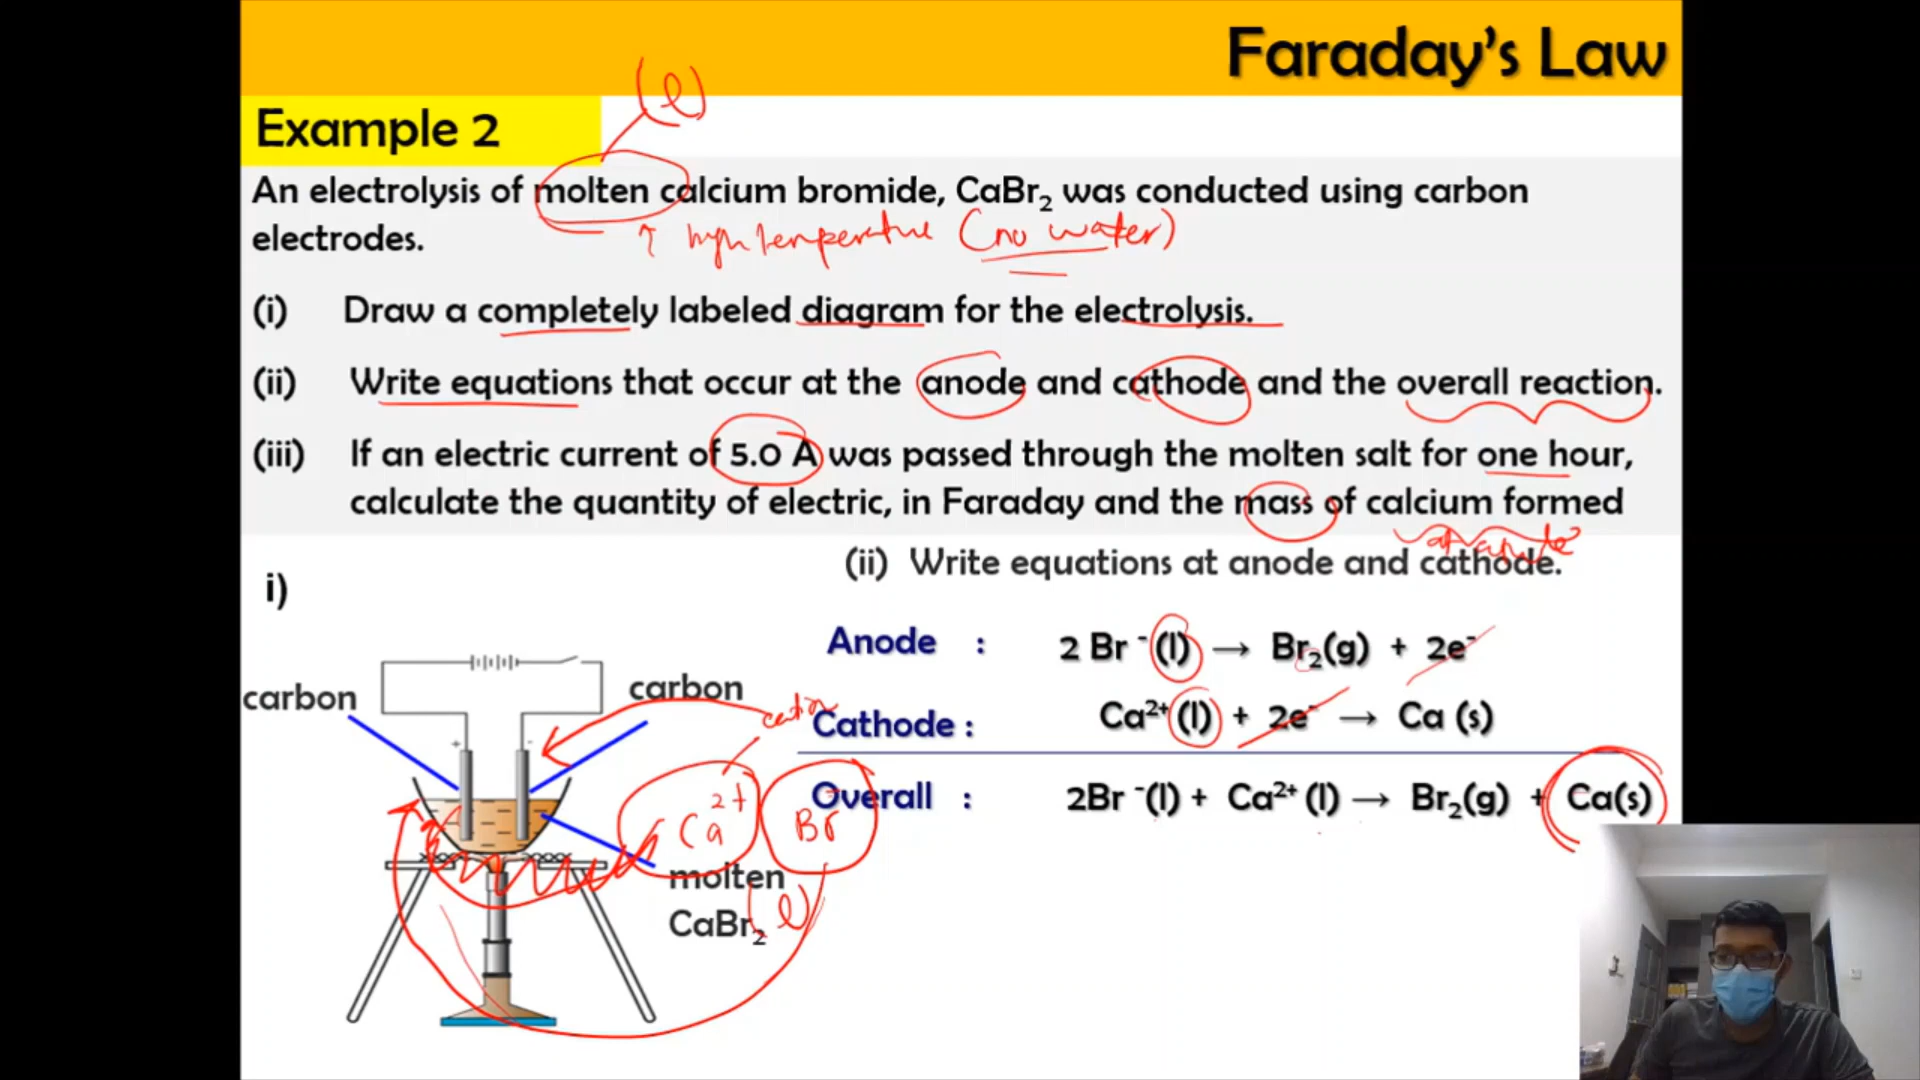 Faraday's Law
(l)
Example 2
An electrolysis of molten calcium bromide, CaBr₂ was conducted using carbon
electrodes.
↑ high temperature (no water)
(i) Draw a completely labeled diagram for the electrolysis.
(ii) Write equations that occur at the anode and cathode and the overall reaction.
(iii) If an electric current of 5.0 A was passed through the molten salt for one hour,
calculate the quantity of electric, in Faraday and the mass of calcium formed
(ii) Write equations at anode and cathode.
i)
Anode : 2 Br ⁻(l) → Br₂(g) + 2e⁻
carbon
carbon
cation
Cathode : Ca²⁺(l) + 2e⁻ → Ca (s)
+ -
Overall : 2Br ⁻(l) + Ca²⁺ (l) → Br₂(g) + Ca(s)
Ca²⁺ Br⁻
molten
CaBr₂ (l)